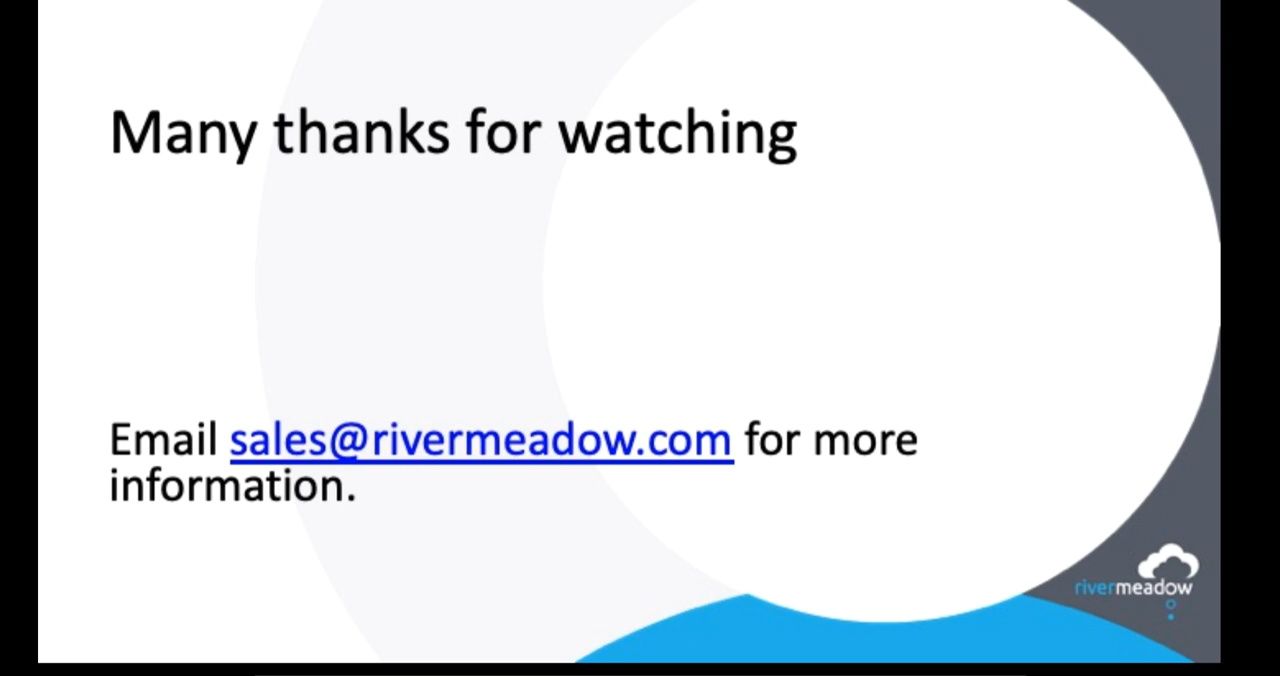 Many thanks for watching
Email sales@rivermeadow.com for more
information.
rivermeadow